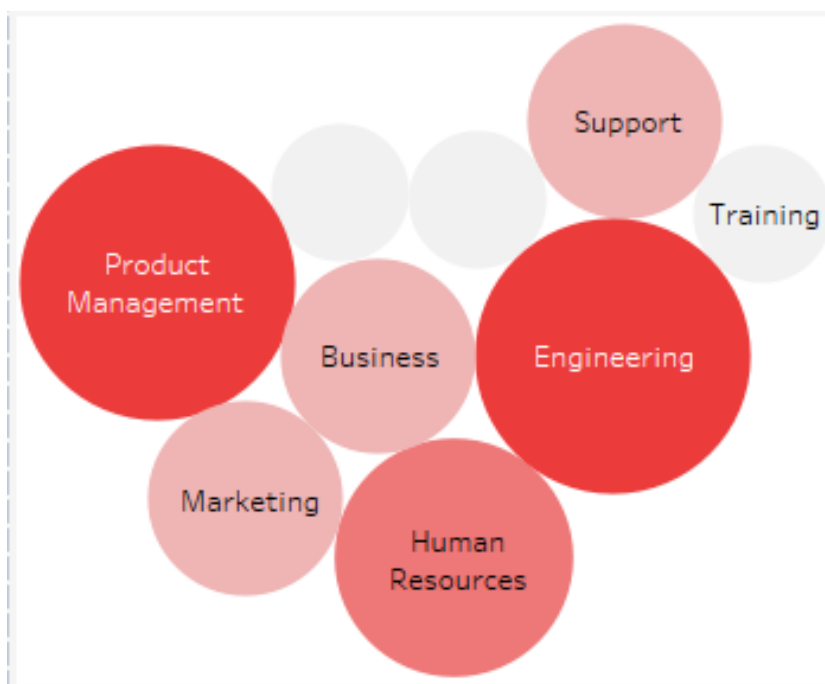 Support
Training
Product
Management
Business
Engineering
Marketing
Human
Resources